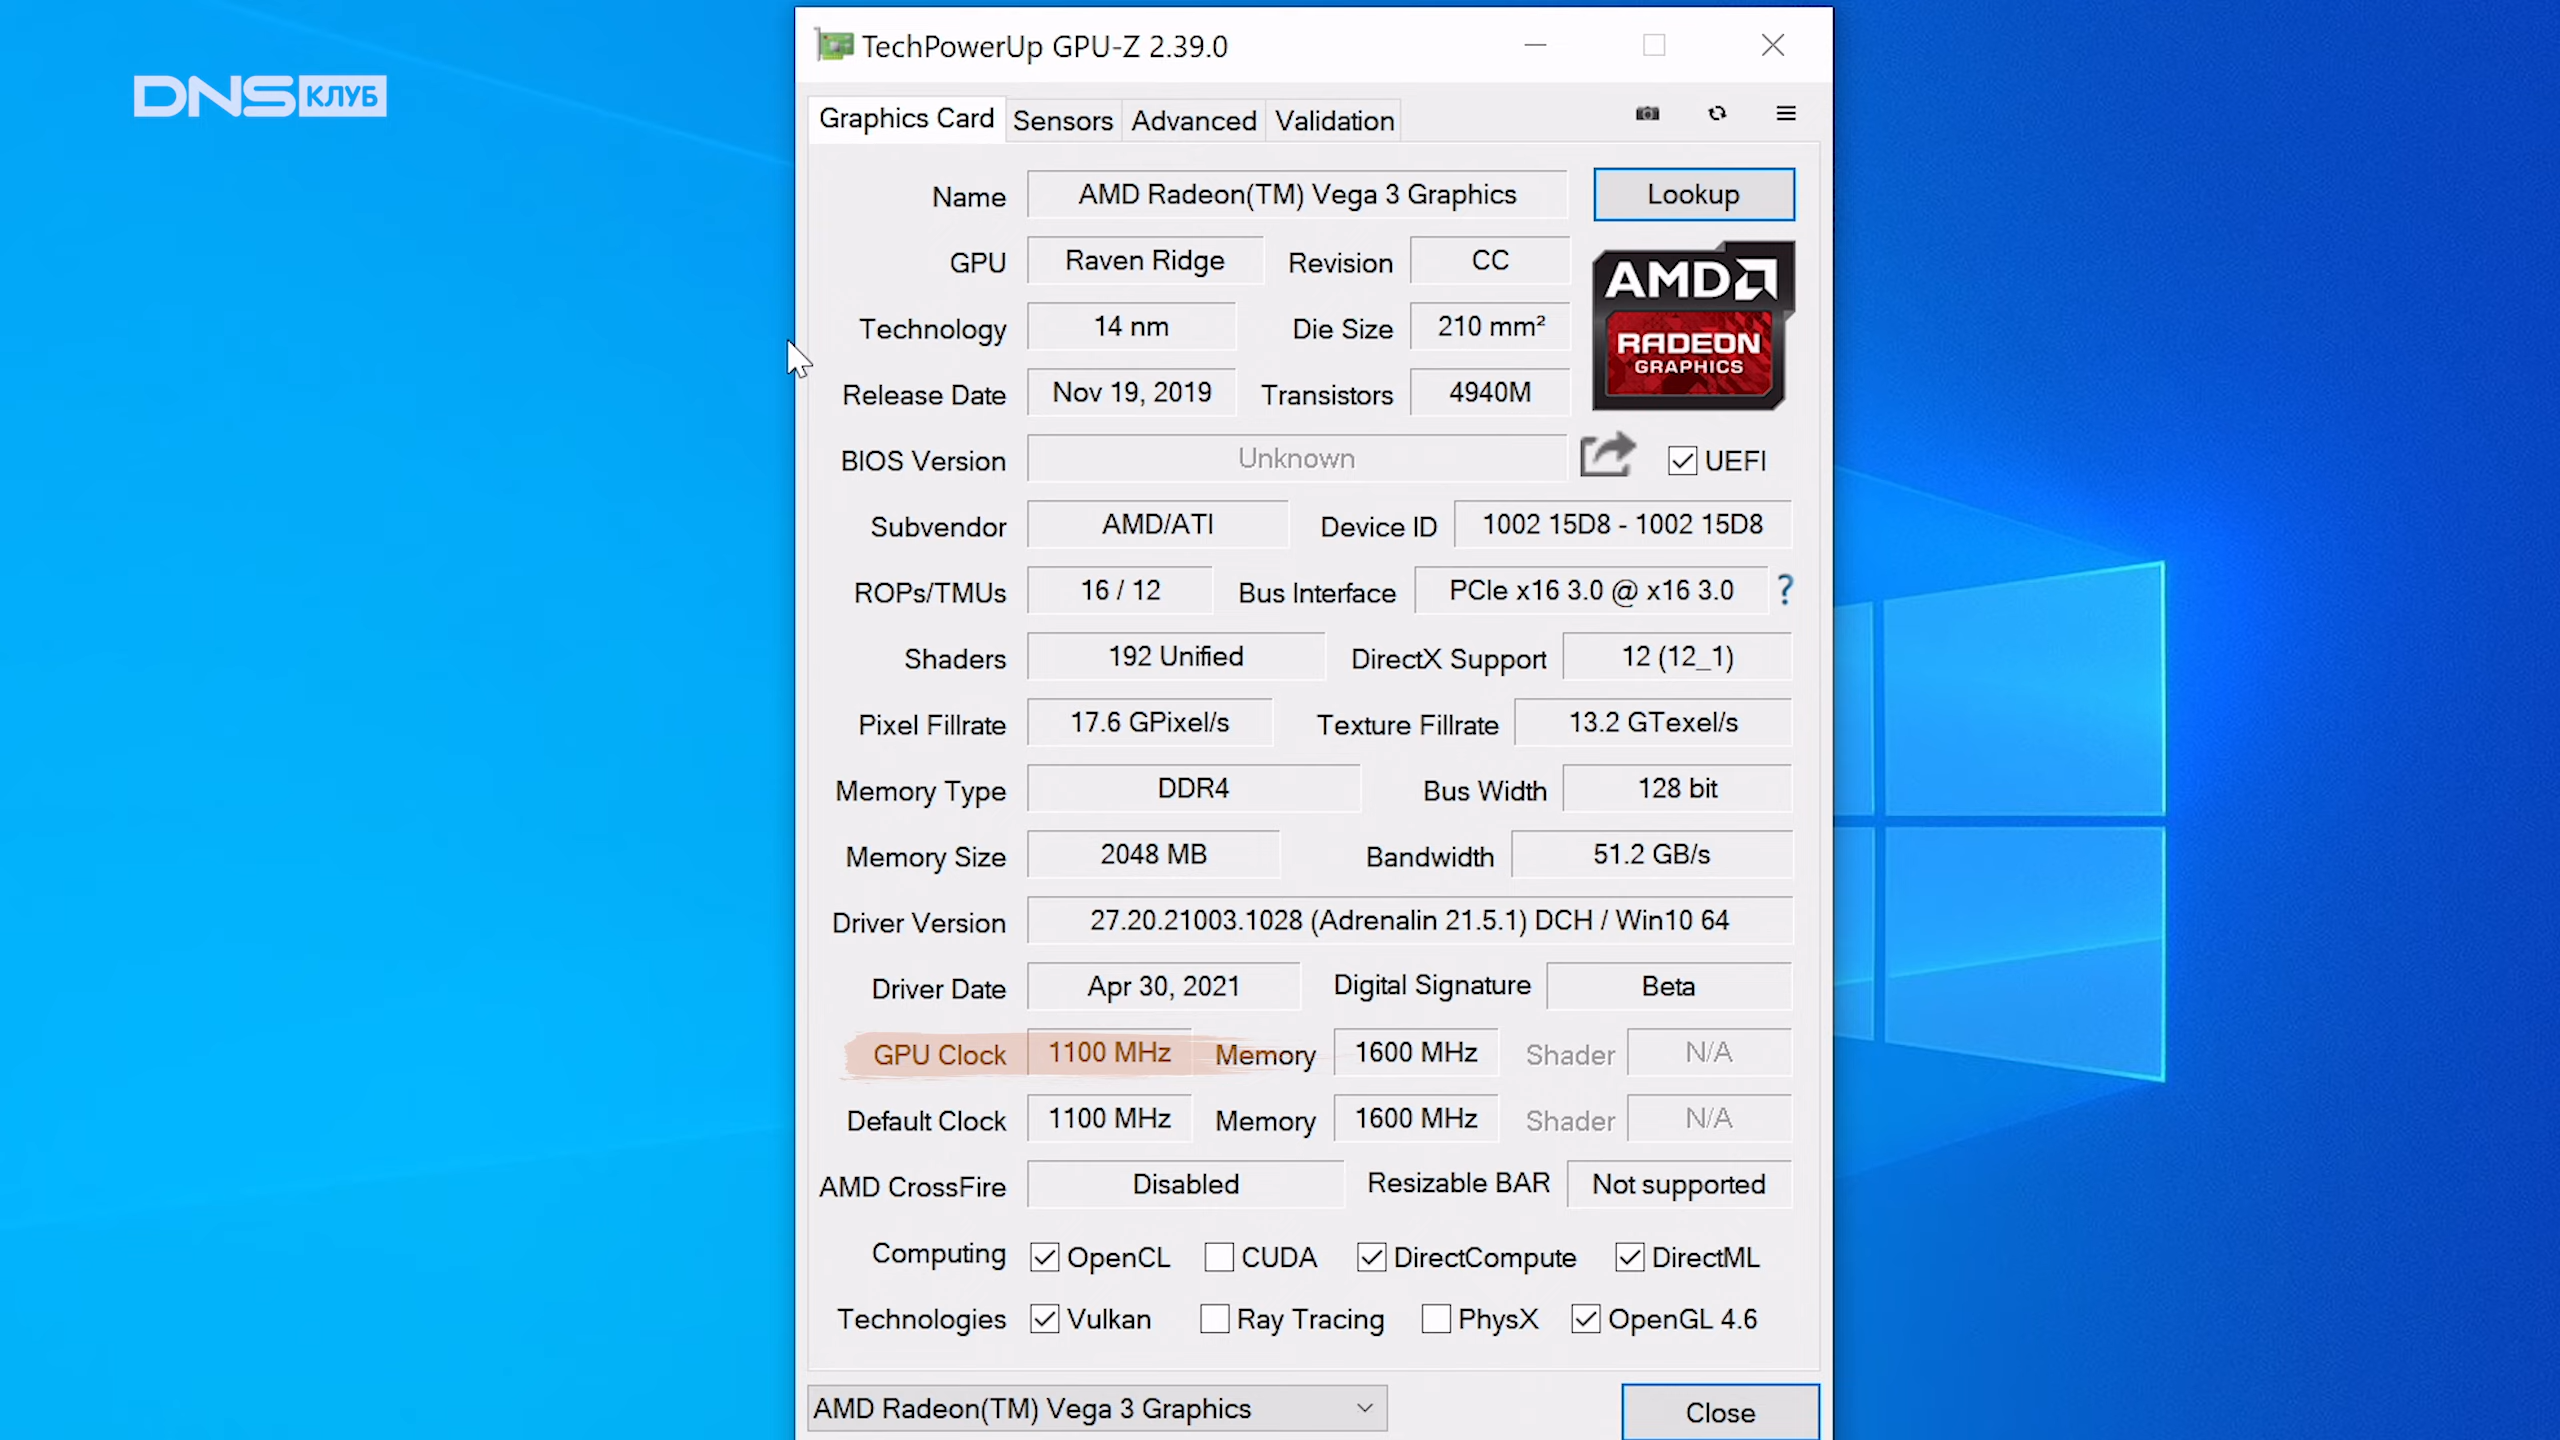 DNS КЛУБ
TechPowerUp GPU-Z 2.39.0
Graphics Card Sensors Advanced Validation
Name AMD Radeon(TM) Vega 3 Graphics Lookup
GPU Raven Ridge Revision CC
AMD RADEON GRAPHICS
Technology 14 nm Die Size 210 mm²
Release Date Nov 19, 2019 Transistors 4940M
BIOS Version Unknown UEFI
Subvendor AMD/ATI Device ID 1002 15D8 - 1002 15D8
ROPs/TMUs 16 / 12 Bus Interface PCIe x16 3.0 @ x16 3.0 ?
Shaders 192 Unified DirectX Support 12 (12_1)
Pixel Fillrate 17.6 GPixel/s Texture Fillrate 13.2 GTexel/s
Memory Type DDR4 Bus Width 128 bit
Memory Size 2048 MB Bandwidth 51.2 GB/s
Driver Version 27.20.21003.1028 (Adrenalin 21.5.1) DCH / Win10 64
Driver Date Apr 30, 2021 Digital Signature Beta
GPU Clock 1100 MHz Memory 1600 MHz Shader N/A
Default Clock 1100 MHz Memory 1600 MHz Shader N/A
AMD CrossFire Disabled Resizable BAR Not supported
Computing OpenCL CUDA DirectCompute DirectML
Technologies Vulkan Ray Tracing PhysX OpenGL 4.6
AMD Radeon(TM) Vega 3 Graphics Close